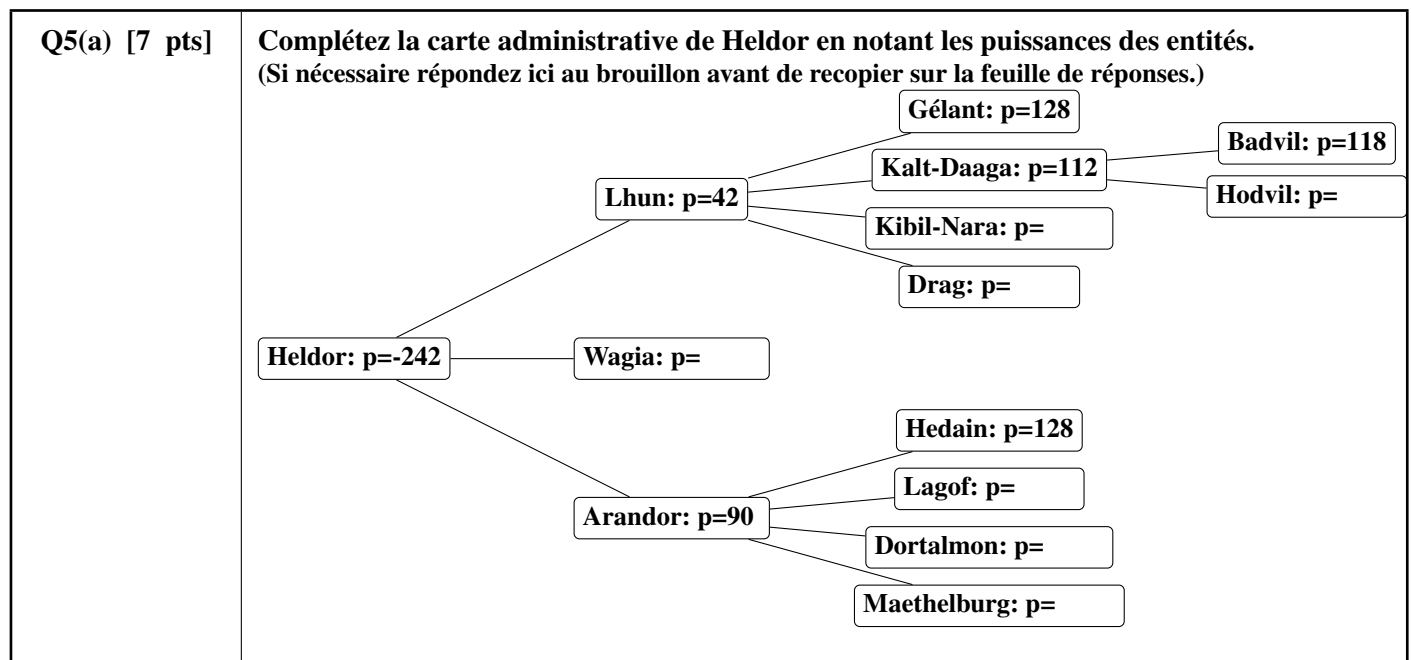 Q5(a) [7 pts]
Complétez la carte administrative de Heldor en notant les puissances des entités.
(Si nécessaire répondez ici au brouillon avant de recopier sur la feuille de réponses.)
Gélant: p=128
Badvil: p=118
Kalt-Daaga: p=112
Hodvil: p=
Lhun: p=42
Kibil-Nara: p=
Drag: p=
Heldor: p=-242
Wagia: p=
Hedain: p=128
Lagof: p=
Arandor: p=90
Dortalmon: p=
Maethelburg: p=